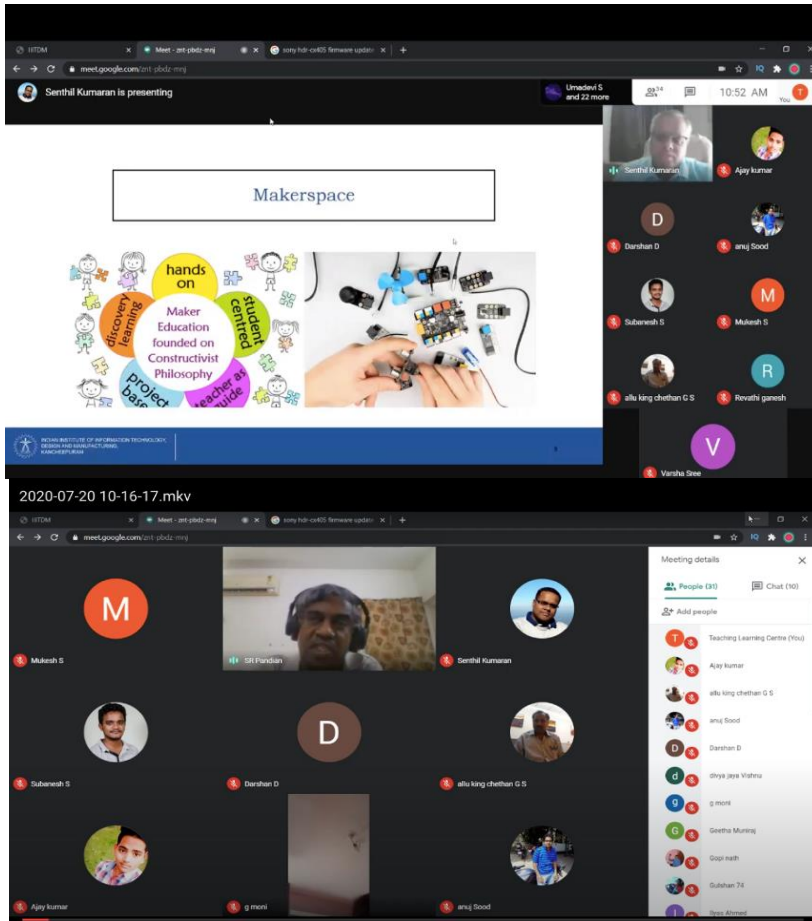 IIITDM
Meet - znt-pbdz-mnj
sony hdr-cx405 firmware update
meet.google.com/znt-pbdz-mnj
Senthil Kumaran is presenting
Umadevi S
and 22 more
34
10:52 AM
You
T
Makerspace
hands
on
discovery
learning
student
centred
Maker
Education
founded on
Constructivist
Philosophy
project
base
teacher as
guide
INDIAN INSTITUTE OF INFORMATION TECHNOLOGY,
DESIGN AND MANUFACTURING,
KANCHEEPURAM
Senthil Kumaran
Ajay kumar
D
Darshan D
anuj Sood
Subanesh S
M
Mukesh S
allu king chethan G S
R
Revathi ganesh
V
Varsha Sree
2020-07-20 10-16-17.mkv
IIITDM
Meet - znt-pbdz-mnj
sony hdr-cx405 firmware update
meet.google.com/znt-pbdz-mnj
M
Mukesh S
SR Pandian
Senthil Kumaran
Subanesh S
D
Darshan D
allu king chethan G S
Ajay kumar
g moni
anuj Sood
Meeting details
People (31)
Chat (10)
Add people
T
Teaching Learning Centre (You)
Ajay kumar
allu king chethan G S
anuj Sood
D
Darshan D
d
divya jaya Vishnu
g
g moni
G
Geetha Muniraj
Gopi nath
Gulshan 74
I
Ilyas Ahmed